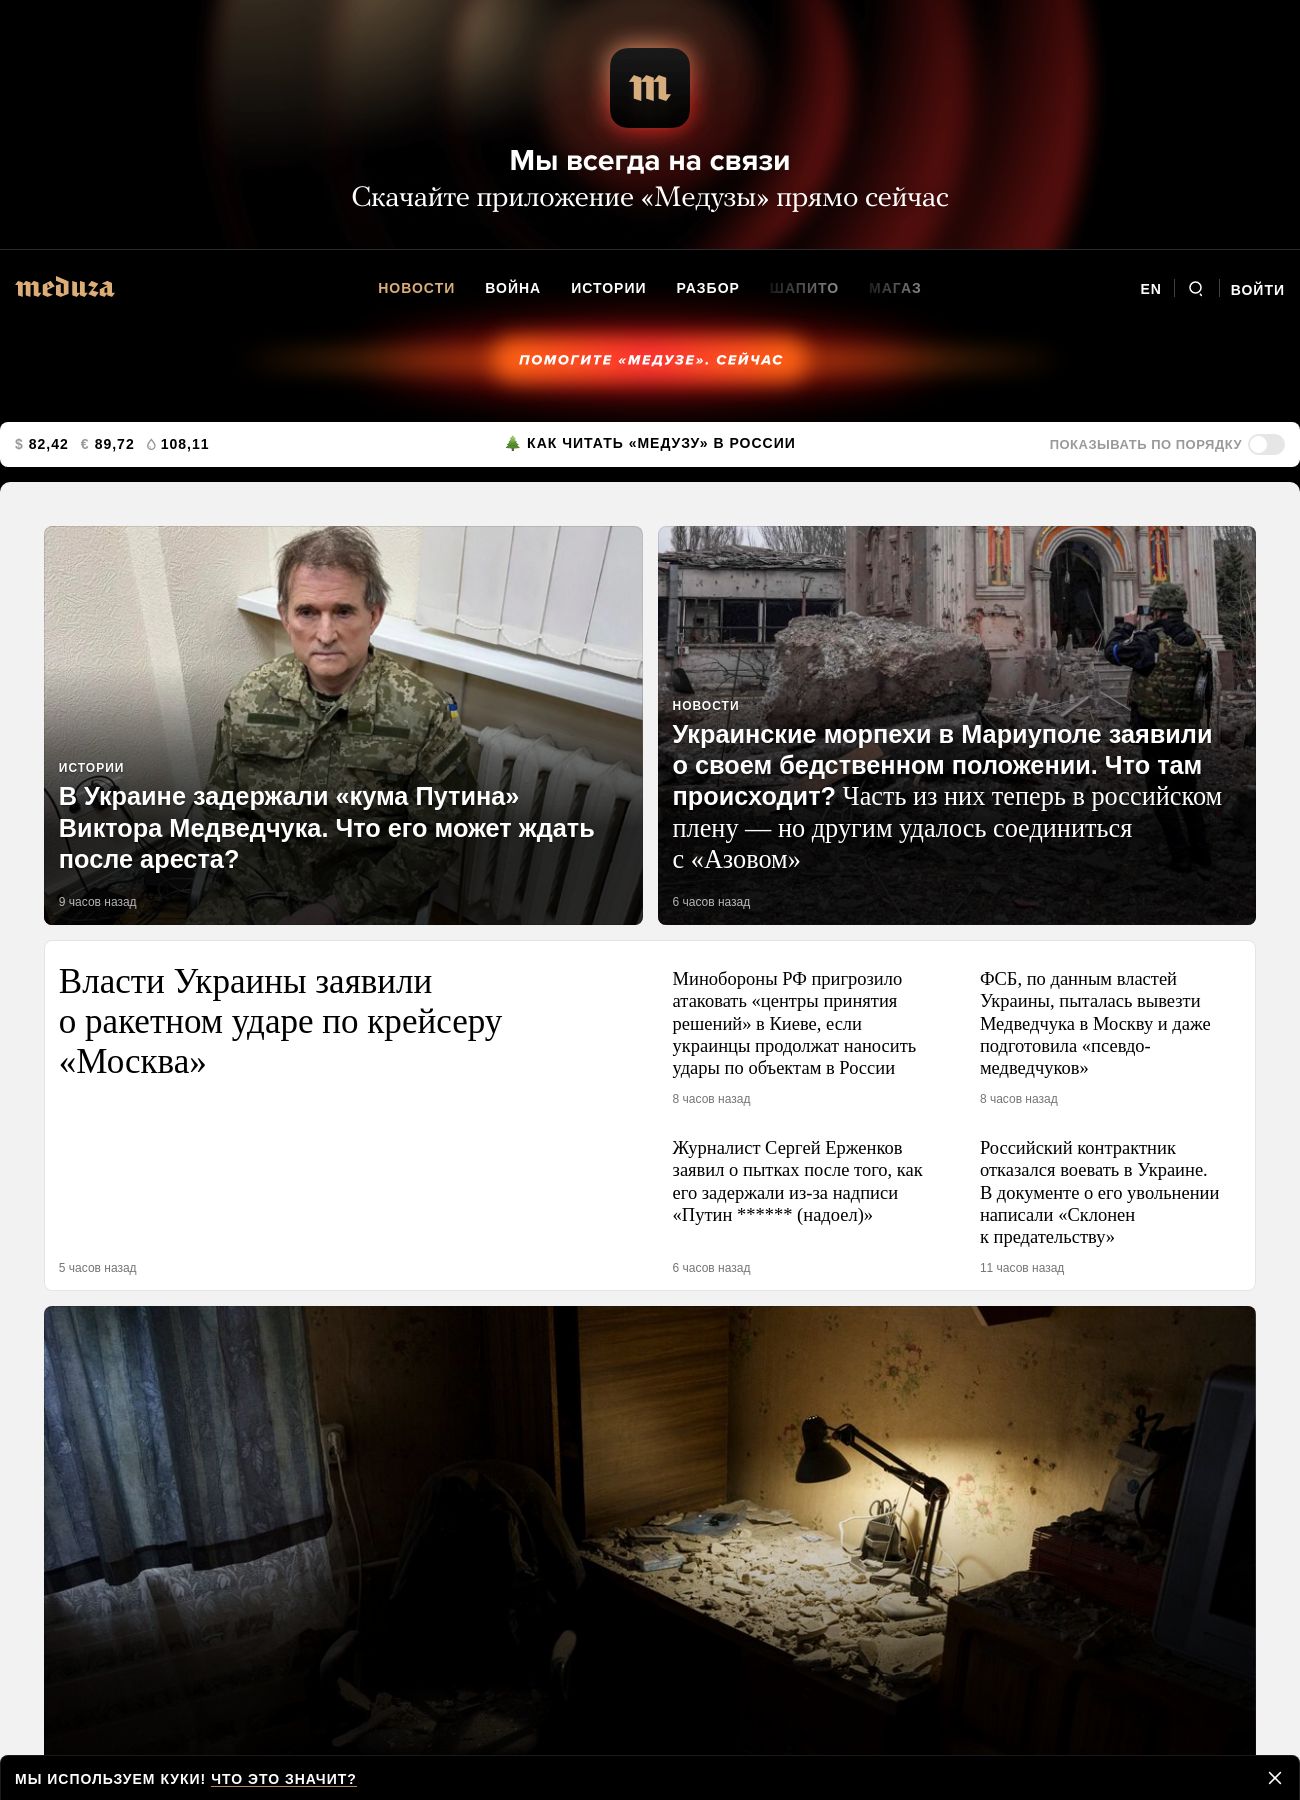 m
Мы всегда на связи
Скачайте приложение «Медузы» прямо сейчас
meduza
НОВОСТИ ВОЙНА ИСТОРИИ РАЗБОР ШАПИТО МАГАЗ
EN ВОЙТИ
ПОМОГИТЕ «МЕДУЗЕ». СЕЙЧАС
$ 82,42 € 89,72 108,11
КАК ЧИТАТЬ «МЕДУЗУ» В РОССИИ
ПОКАЗЫВАТЬ ПО ПОРЯДКУ
ИСТОРИИ
В Украине задержали «кума Путина»
Виктора Медведчука. Что его может ждать
после ареста?
9 часов назад
НОВОСТИ
Украинские морпехи в Мариуполе заявили
о своем бедственном положении. Что там
происходит? Часть из них теперь в российском
плену — но другим удалось соединиться
с «Азовом»
6 часов назад
Власти Украины заявили
о ракетном ударе по крейсеру
«Москва»
5 часов назад
Минобороны РФ пригрозило
атаковать «центры принятия
решений» в Киеве, если
украинцы продолжат наносить
удары по объектам в России
8 часов назад
ФСБ, по данным властей
Украины, пыталась вывезти
Медведчука в Москву и даже
подготовила «псевдо-
медведчуков»
8 часов назад
Журналист Сергей Ерженков
заявил о пытках после того, как
его задержали из-за надписи
«Путин ****** (надоел)»
6 часов назад
Российский контрактник
отказался воевать в Украине.
В документе о его увольнении
написали «Склонен
к предательству»
11 часов назад
МЫ ИСПОЛЬЗУЕМ КУКИ! ЧТО ЭТО ЗНАЧИТ?